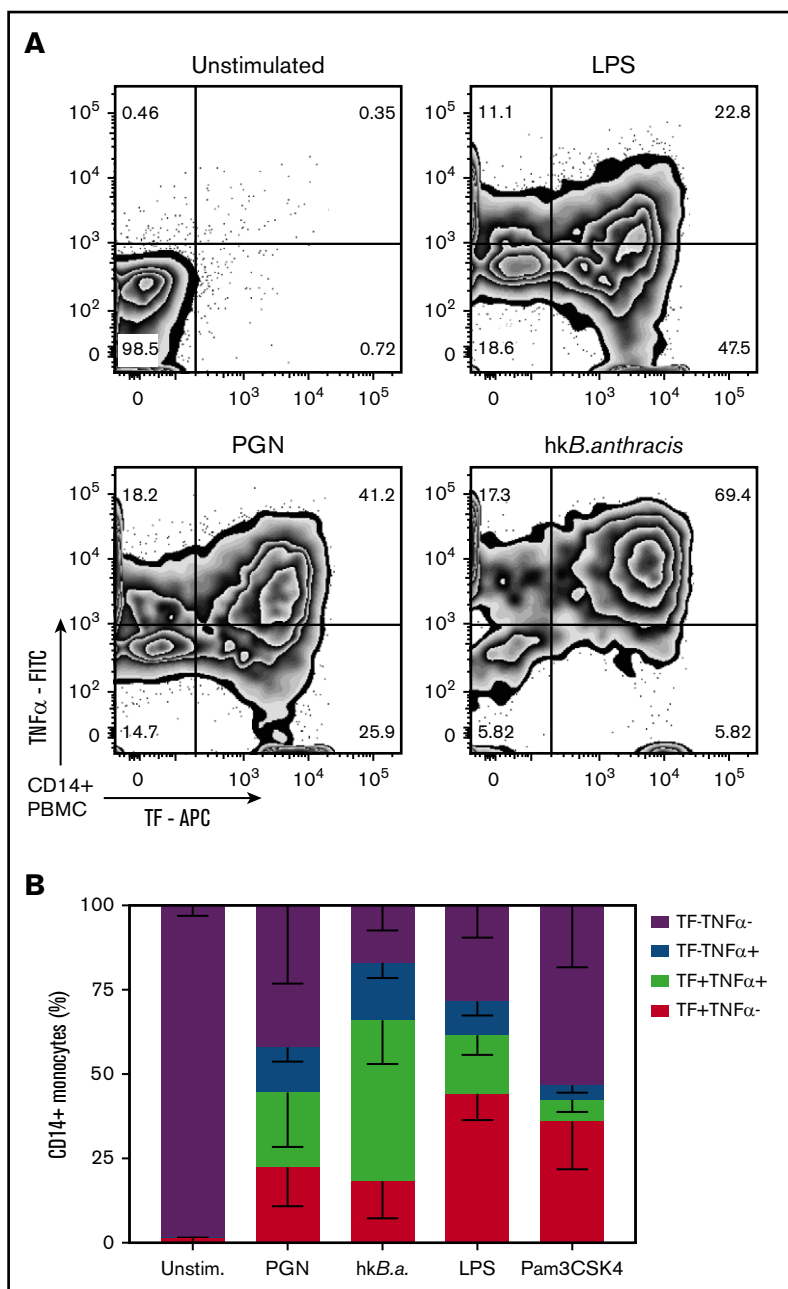 A
Unstimulated
LPS
10⁵
0.46
0.35
10⁴
10³
10²
0
98.5
0.72
0
10³
10⁴
10⁵
10⁵
11.1
22.8
10⁴
10³
10²
0
18.6
47.5
0
10³
10⁴
10⁵
PGN
hkB.anthracis
10⁵
18.2
41.2
10⁴
10³
10²
0
14.7
25.9
0
10³
10⁴
10⁵
10⁵
17.3
69.4
10⁴
10³
10²
0
5.82
5.82
0
10³
10⁴
10⁵
TNFα - FITC
CD14+
PBMC
TF - APC
B
CD14+ monocytes (%)
100
75
50
25
0
Unstim.
PGN
hkB.a.
LPS
Pam3CSK4
TF-TNFα-
TF-TNFα+
TF+TNFα+
TF+TNFα-